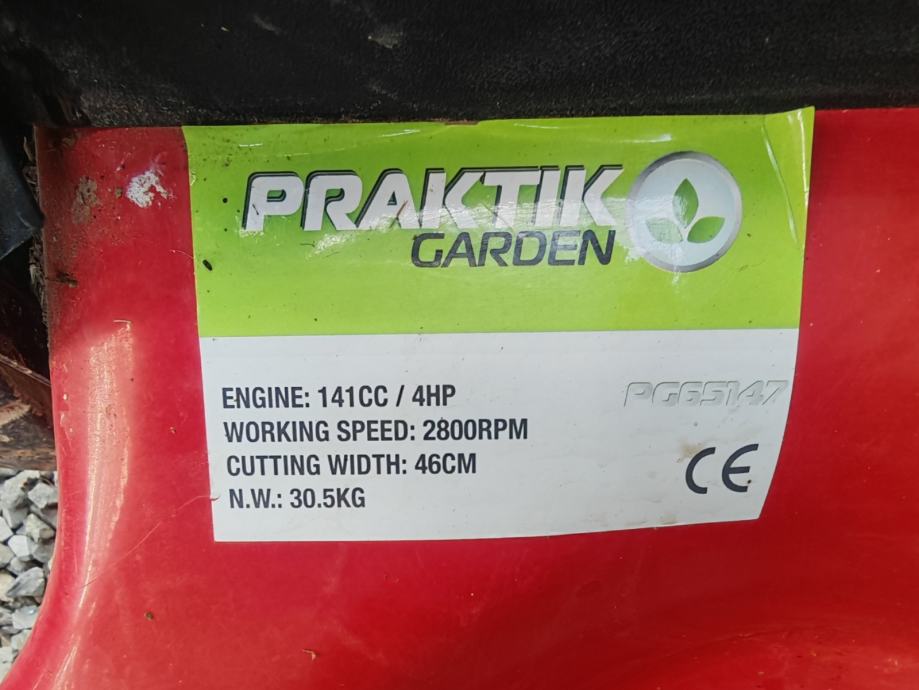 PRAKTIK
GARDEN
ENGINE: 141CC / 4HP
PG65147
WORKING SPEED: 2800RPM
CUTTING WIDTH: 46CM
N.W.: 30.5KG
CE